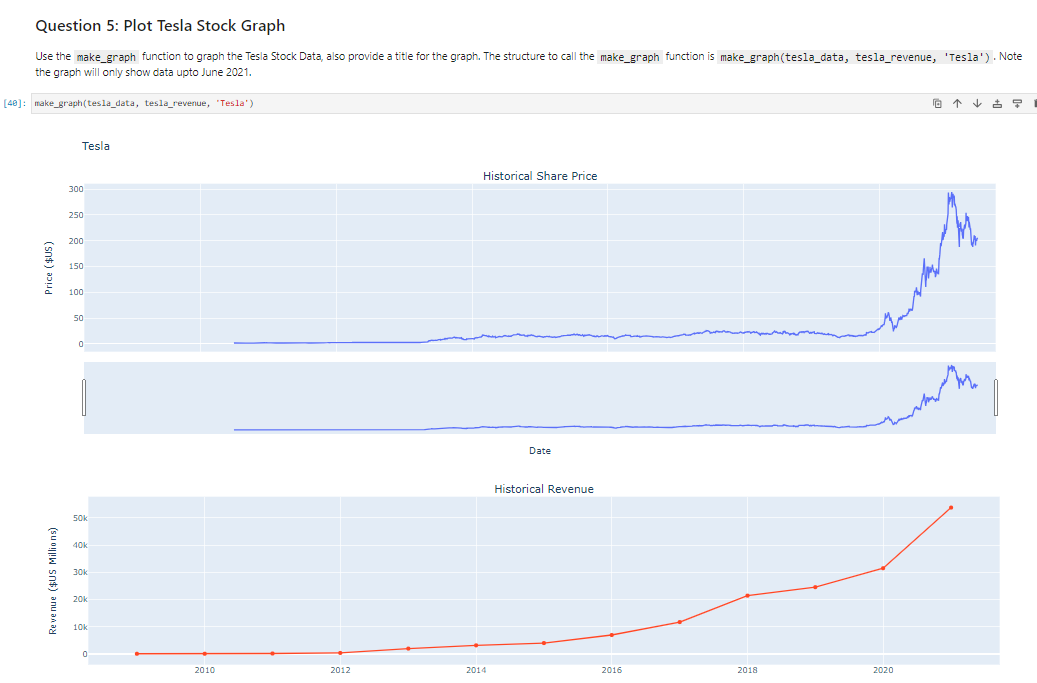 Question 5: Plot Tesla Stock Graph
Use the make_graph function to graph the Tesla Stock Data, also provide a title for the graph. The structure to call the make_graph function is make_graph(tesla_data, tesla_revenue, 'Tesla') . Note
the graph will only show data upto June 2021.
[40]: make_graph(tesla_data, tesla_revenue, 'Tesla')
Tesla
Historical Share Price
300
250
200
150
100
50
0
Price ($US)
Date
Historical Revenue
50k
40k
30k
20k
10k
0
Revenue ($US Millions)
2010 2012 2014 2016 2018 2020